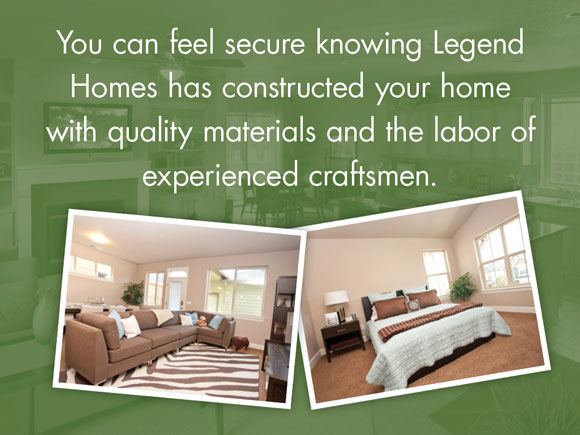 You can feel secure knowing Legend
Homes has constructed your home
with quality materials and the labor of
experienced craftsmen.